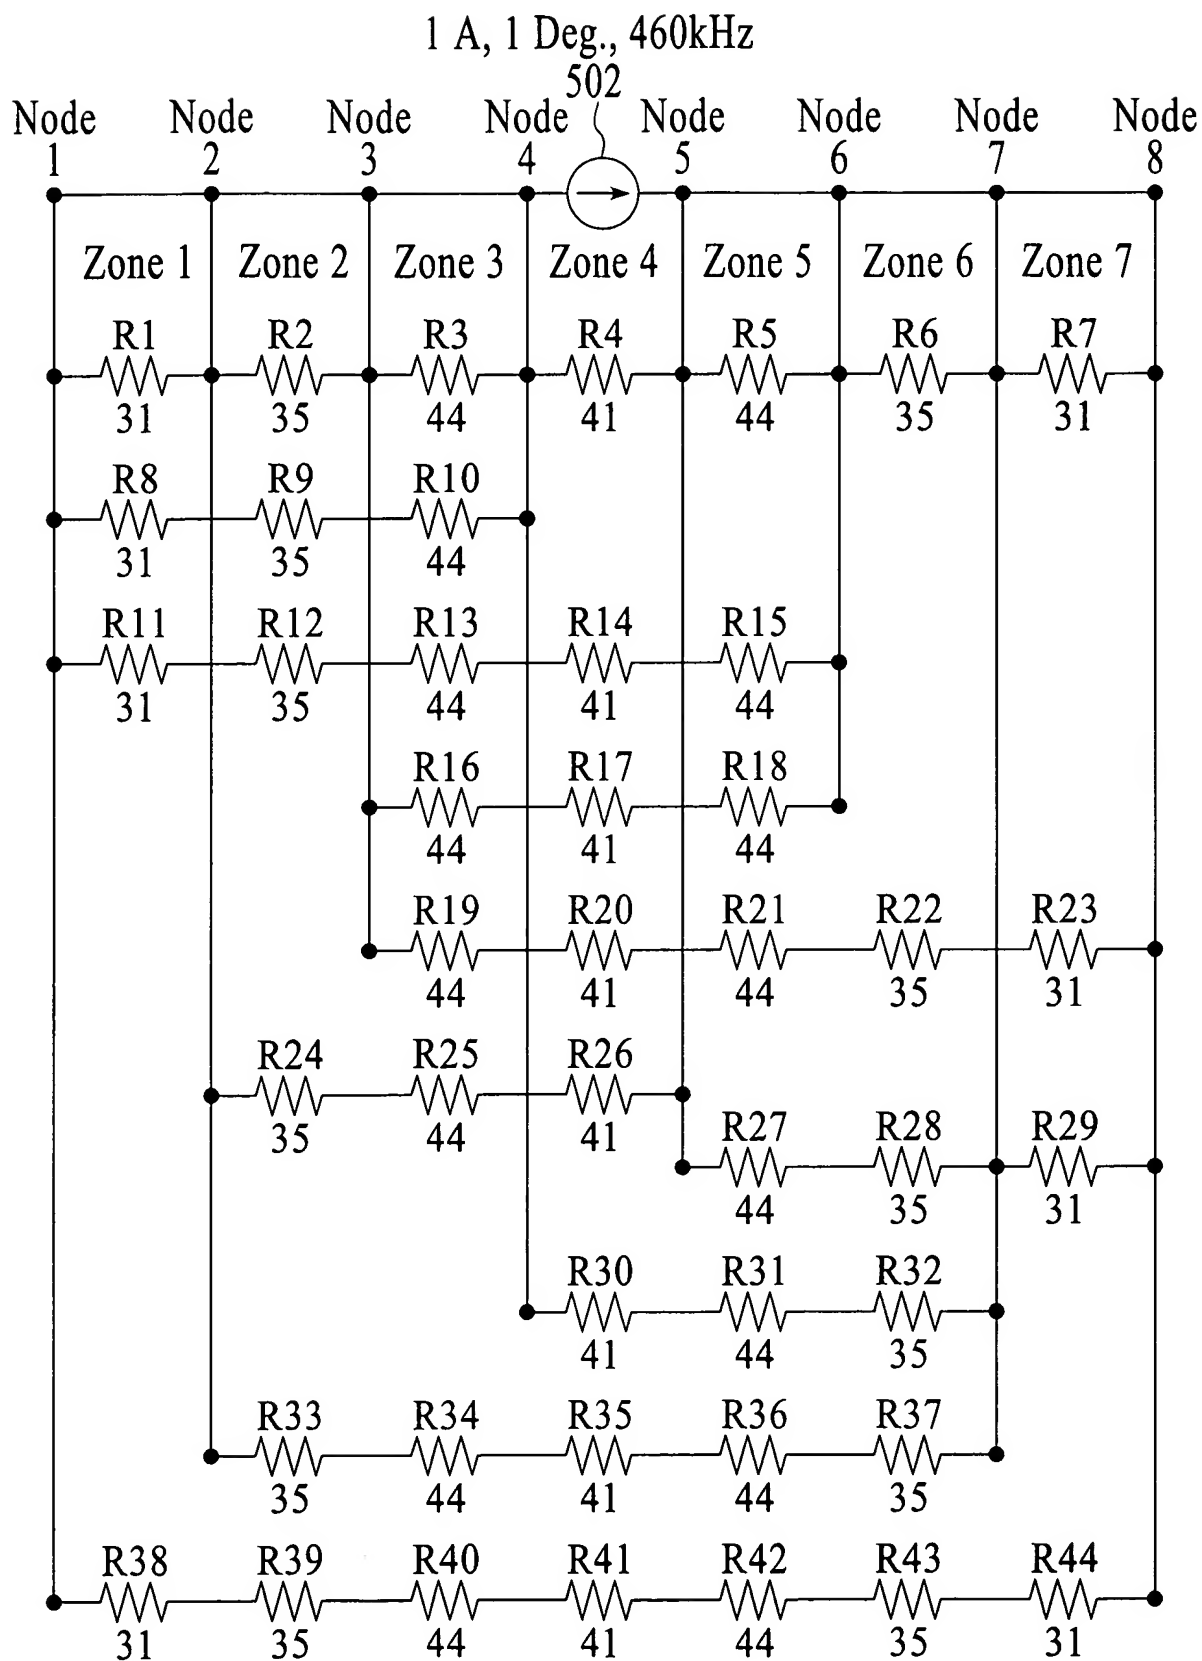 1 A, 1 Deg., 460kHz
502
Node Node Node Node Node Node Node Node
1 2 3 4 5 6 7 8
Zone 1 Zone 2 Zone 3 Zone 4 Zone 5 Zone 6 Zone 7
R1 R2 R3 R4 R5 R6 R7
31 35 44 41 44 35 31
R8 R9 R10
31 35 44
R11 R12 R13 R14 R15
31 35 44 41 44
R16 R17 R18
44 41 44
R19 R20 R21 R22 R23
44 41 44 35 31
R24 R25 R26
35 44 41
R27 R28 R29
44 35 31
R30 R31 R32
41 44 35
R33 R34 R35 R36 R37
35 44 41 44 35
R38 R39 R40 R41 R42 R43 R44
31 35 44 41 44 35 31